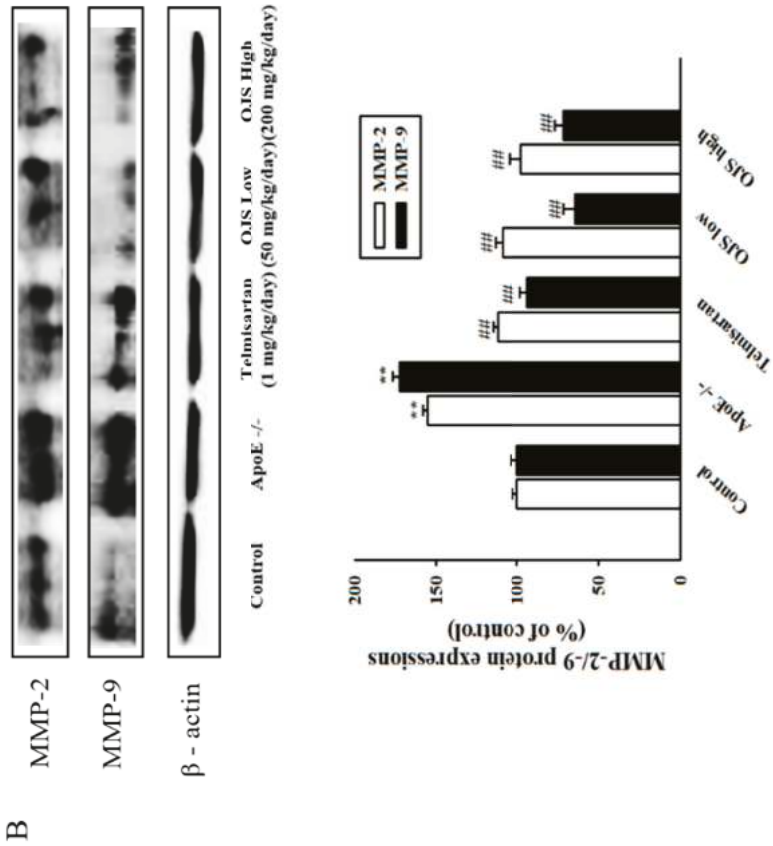 B
MMP-2
MMP-9
β - actin
Control
ApoE -/-
Telmisartan
(1 mg/kg/day)
OJS Low
(50 mg/kg/day)
OJS High
(200 mg/kg/day)
MMP-2/-9 protein expressions
(% of control)
200
150
100
50
0
MMP-2
MMP-9
**
**
##
##
##
##
##
##
Control
ApoE -/-
Telmisartan
OJS low
OJS high